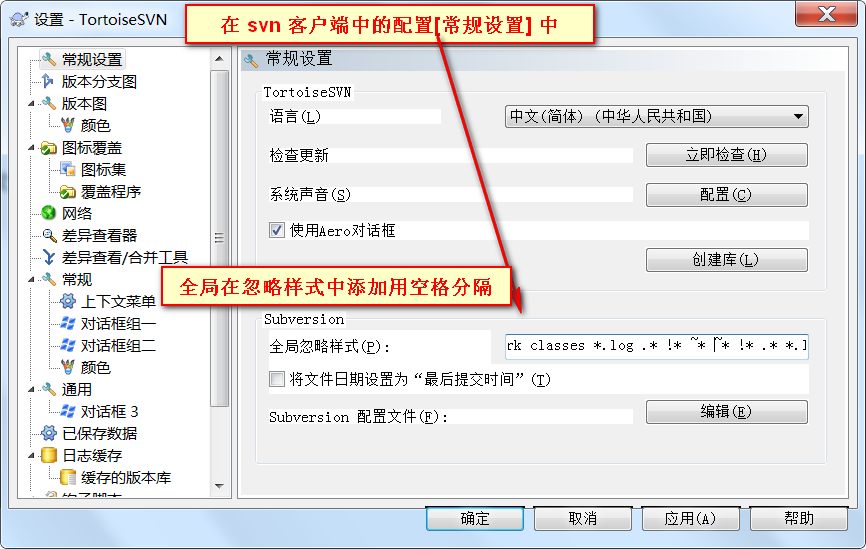 设置 - TortoiseSVN
在 svn 客户端中的配置[常规设置] 中
常规设置
版本分支图
版本图
颜色
图标覆盖
图标集
覆盖程序
网络
差异查看器
差异查看/合并工具
常规
上下文菜单
对话框组一
对话框组二
颜色
通用
对话框 3
已保存数据
日志缓存
缓存的版本库
钩子脚本
常规设置
TortoiseSVN
语言(L)
中文(简体) (中华人民共和国)
检查更新
立即检查(H)
系统声音(S)
配置(C)
使用Aero对话框
创建库(L)
全局在忽略样式中添加用空格分隔
Subversion
全局忽略样式(P):
rk classes *.log .* !* ~* ~* !* .* *.l
将文件日期设置为“最后提交时间”(T)
Subversion 配置文件(F):
编辑(E)
确定
取消
应用(A)
帮助